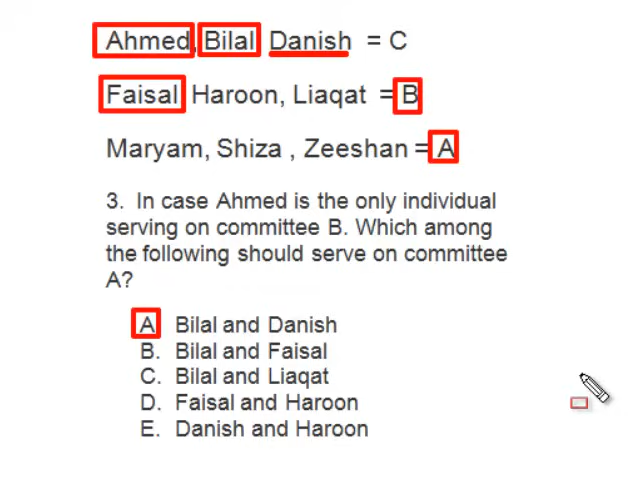 Ahmed, Bilal Danish = C
Faisal Haroon, Liaqat = B
Maryam, Shiza , Zeeshan = A
3. In case Ahmed is the only individual
serving on committee B. Which among
the following should serve on committee
A?
A Bilal and Danish
B. Bilal and Faisal
C. Bilal and Liaqat
D. Faisal and Haroon
E. Danish and Haroon